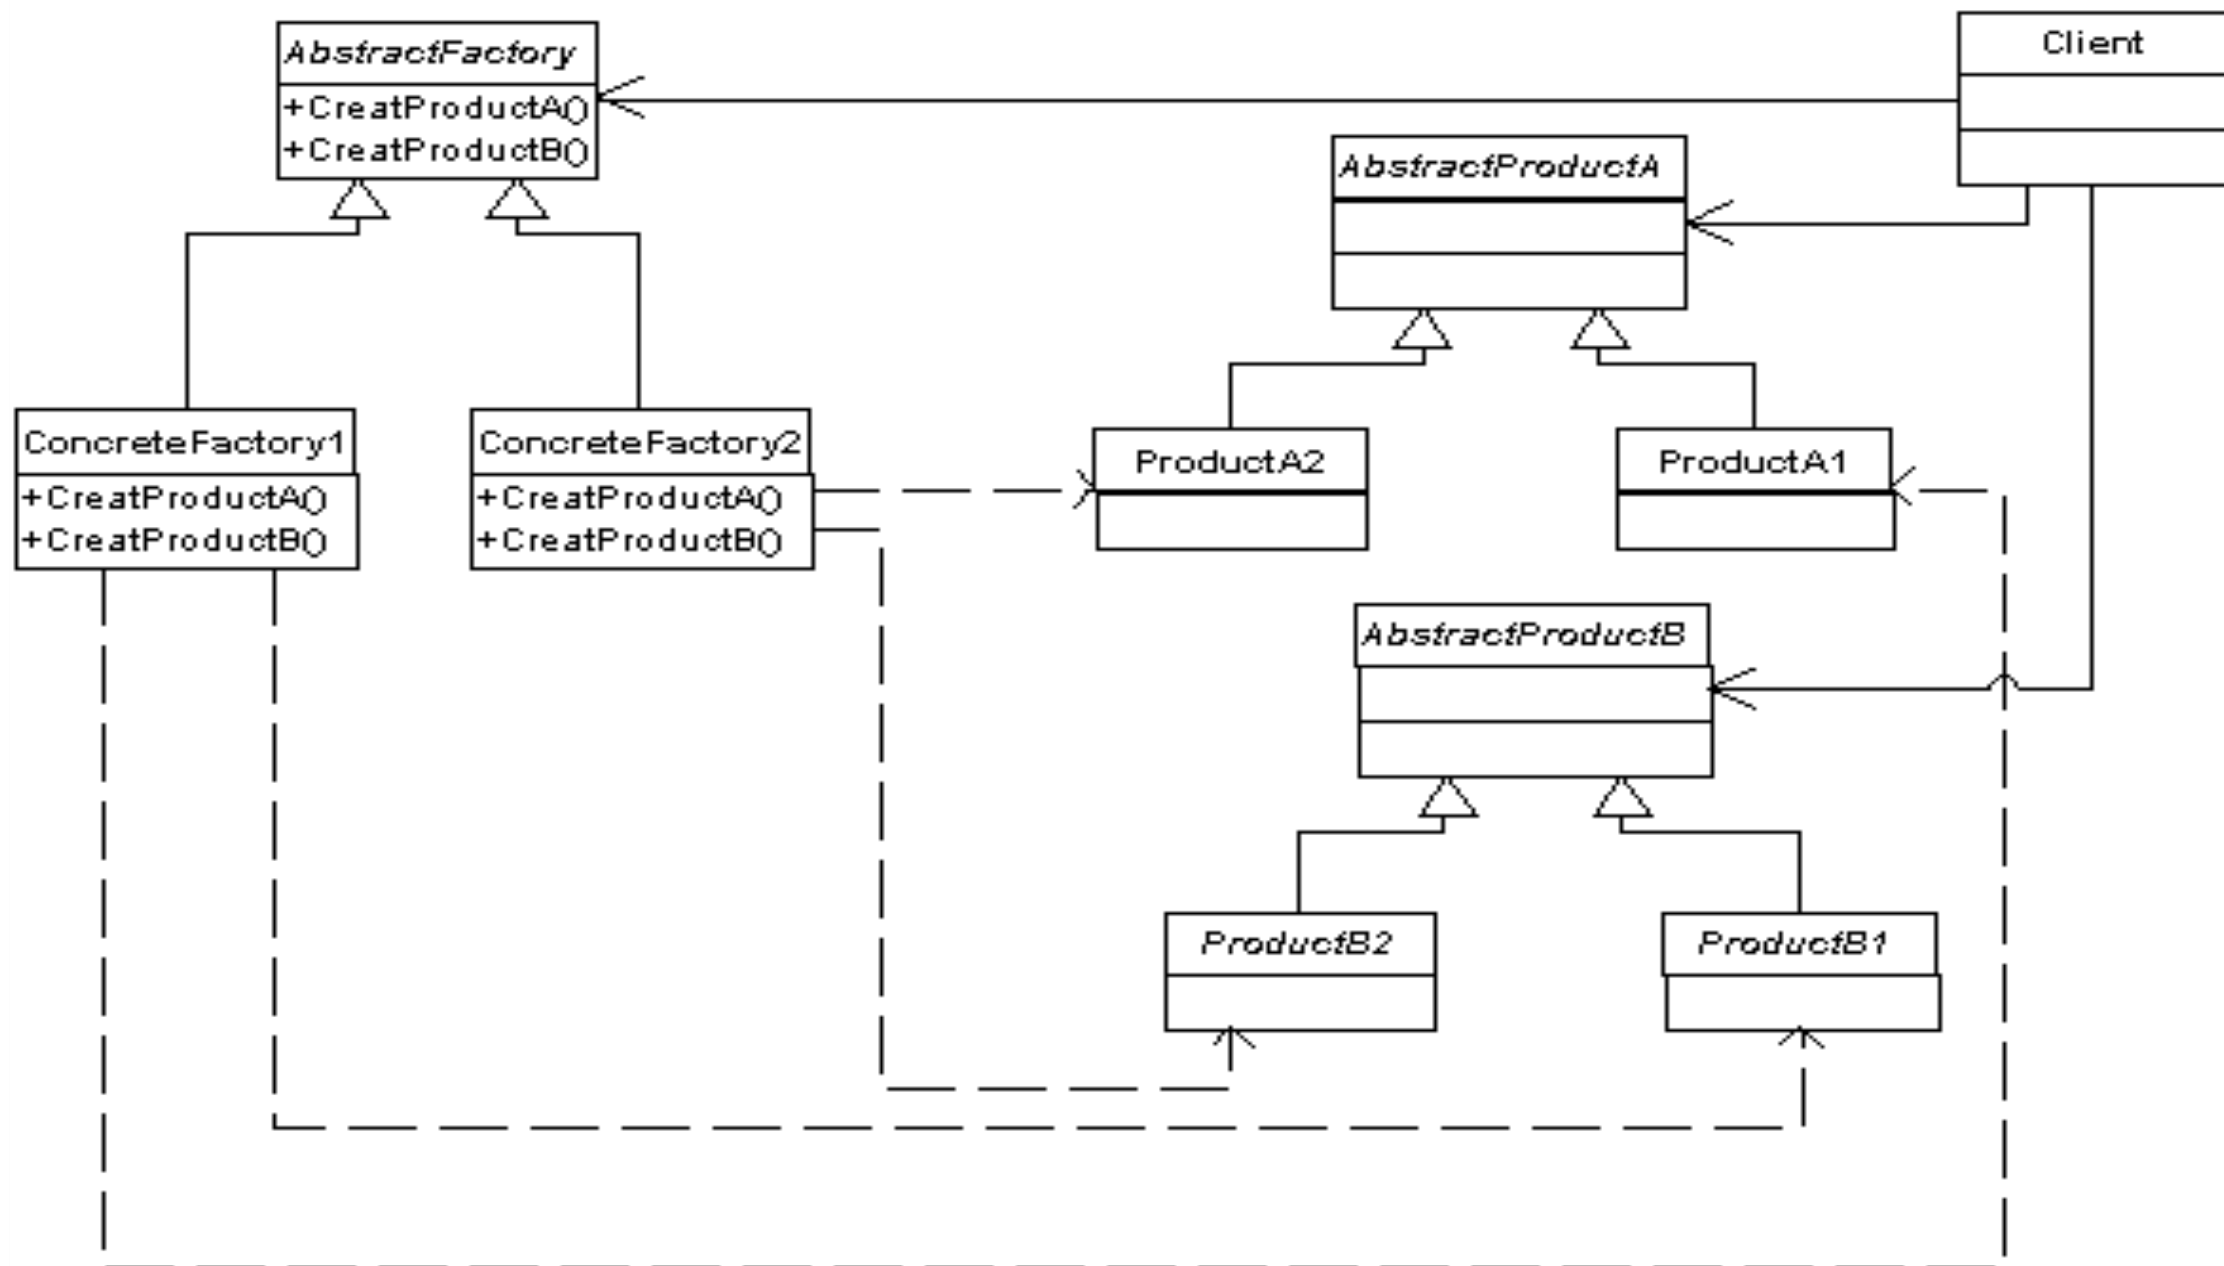 AbstractFactory
+CreatProductA()
+CreatProductB()
Client
AbstractProductA
ConcreteFactory1
+CreatProductA()
+CreatProductB()
ConcreteFactory2
+CreatProductA()
+CreatProductB()
ProductA2
ProductA1
AbstractProductB
ProductB2
ProductB1